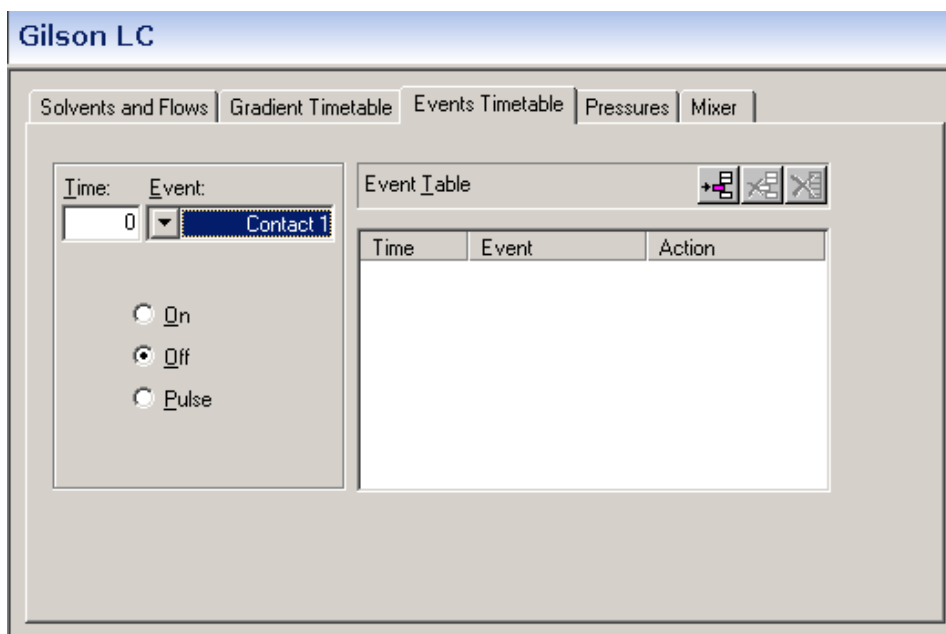 Gilson LC
Solvents and Flows Gradient Timetable Events Timetable Pressures Mixer
Time: Event:
0 Contact 1
On
Off
Pulse
Event Table
Time Event Action